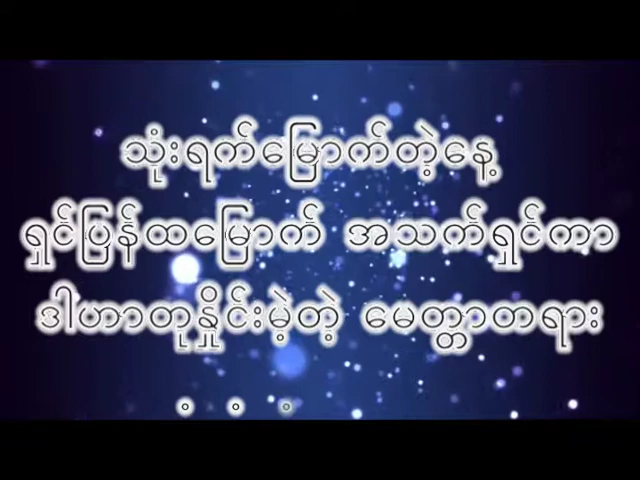 သုံးရက်မြောက်တဲ့နေ့
ရှင်ပြန်ထမြောက် အသက်ရှင်ကာ
ဒါဟာတုနှိုင်းမဲ့တဲ့ မေတ္တာတရား